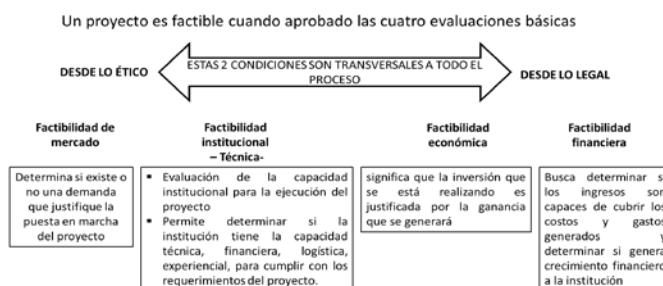 Un proyecto es factible cuando aprobado las cuatro evaluaciones básicas
DESDE LO ÉTICO
ESTAS 2 CONDICIONES SON TRANSVERSALES A TODO EL
PROCESO
DESDE LO LEGAL
Factibilidad de
mercado
Determina si existe o
no una demanda
que justifique la
puesta en marcha
del proyecto
Factibilidad
institucional
– Técnica-
▪ Evaluación de la capacidad
institucional para la ejecución del
proyecto
▪ Permite determinar si la
institución tiene la capacidad
técnica, financiera, logística,
experiencial, para cumplir con los
requerimientos del proyecto.
Factibilidad
económica
significa que la inversión que
se está realizando es
justificada por la ganancia
que se generará
Factibilidad
financiera
Busca determinar s
los ingresos son
capaces de cubrir los
costos y gastos
generados y
determinar si genera
crecimiento financiero
a la institución